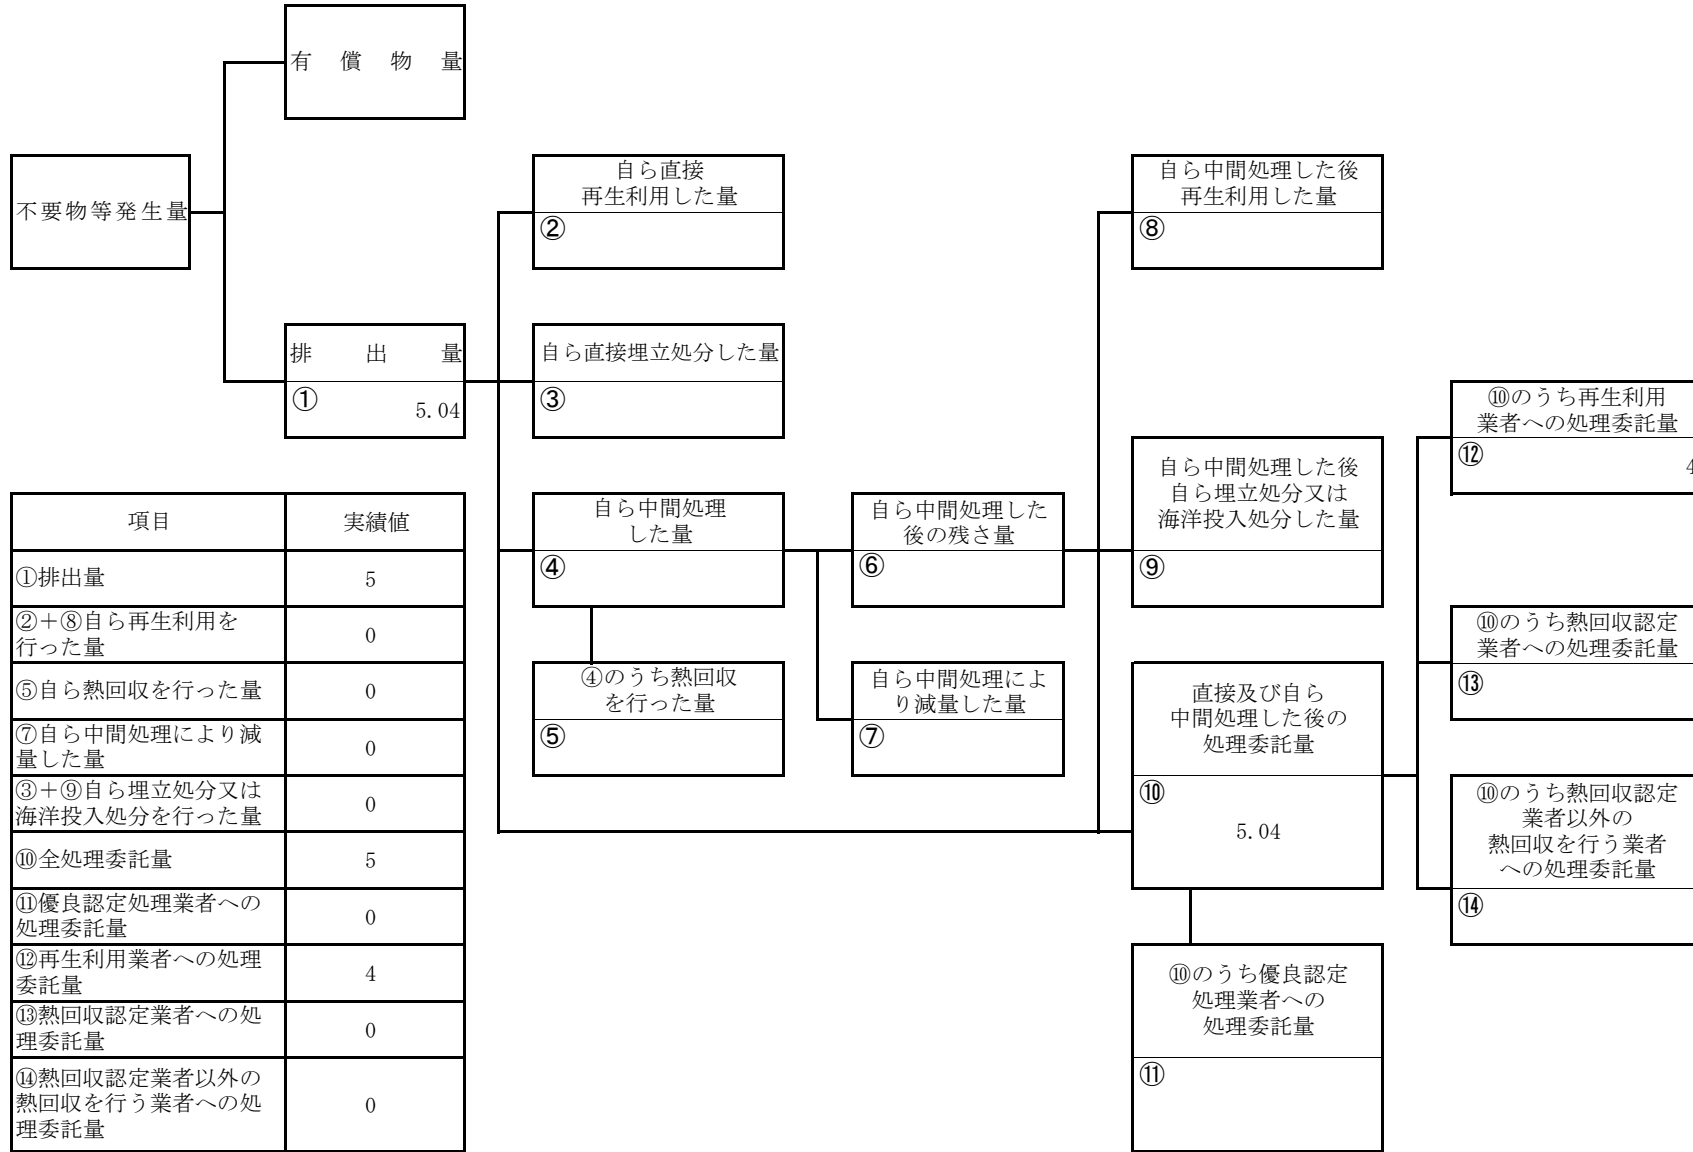 有償物量
不要物等発生量
自ら直接
再生利用した量
②
自ら中間処理した後
再生利用した量
⑧
排出量
①
5.04
自ら直接埋立処分した量
③
⑩のうち再生利用
業者への処理委託量
⑫
4
自ら中間処理
した量
④
自ら中間処理した
後の残さ量
⑥
自ら中間処理した後
自ら埋立処分又は
海洋投入処分した量
⑨
④のうち熱回収
を行った量
⑤
自ら中間処理によ
り減量した量
⑦
直接及び自ら
中間処理した後の
処理委託量
⑩
5.04
⑩のうち熱回収認定
業者への処理委託量
⑬
⑩のうち熱回収認定
業者以外の
熱回収を行う業者
への処理委託量
⑭
⑩のうち優良認定
処理業者への
処理委託量
⑪
項目 実績値
①排出量 5
②+⑧自ら再生利用を
行った量 0
⑤自ら熱回収を行った量 0
⑦自ら中間処理により減
量した量 0
③+⑨自ら埋立処分又は
海洋投入処分を行った量 0
⑩全処理委託量 5
⑪優良認定処理業者への
処理委託量 0
⑫再生利用業者への処理
委託量 4
⑬熱回収認定業者への処
理委託量 0
⑭熱回収認定業者以外の
熱回収を行う業者への処
理委託量 0